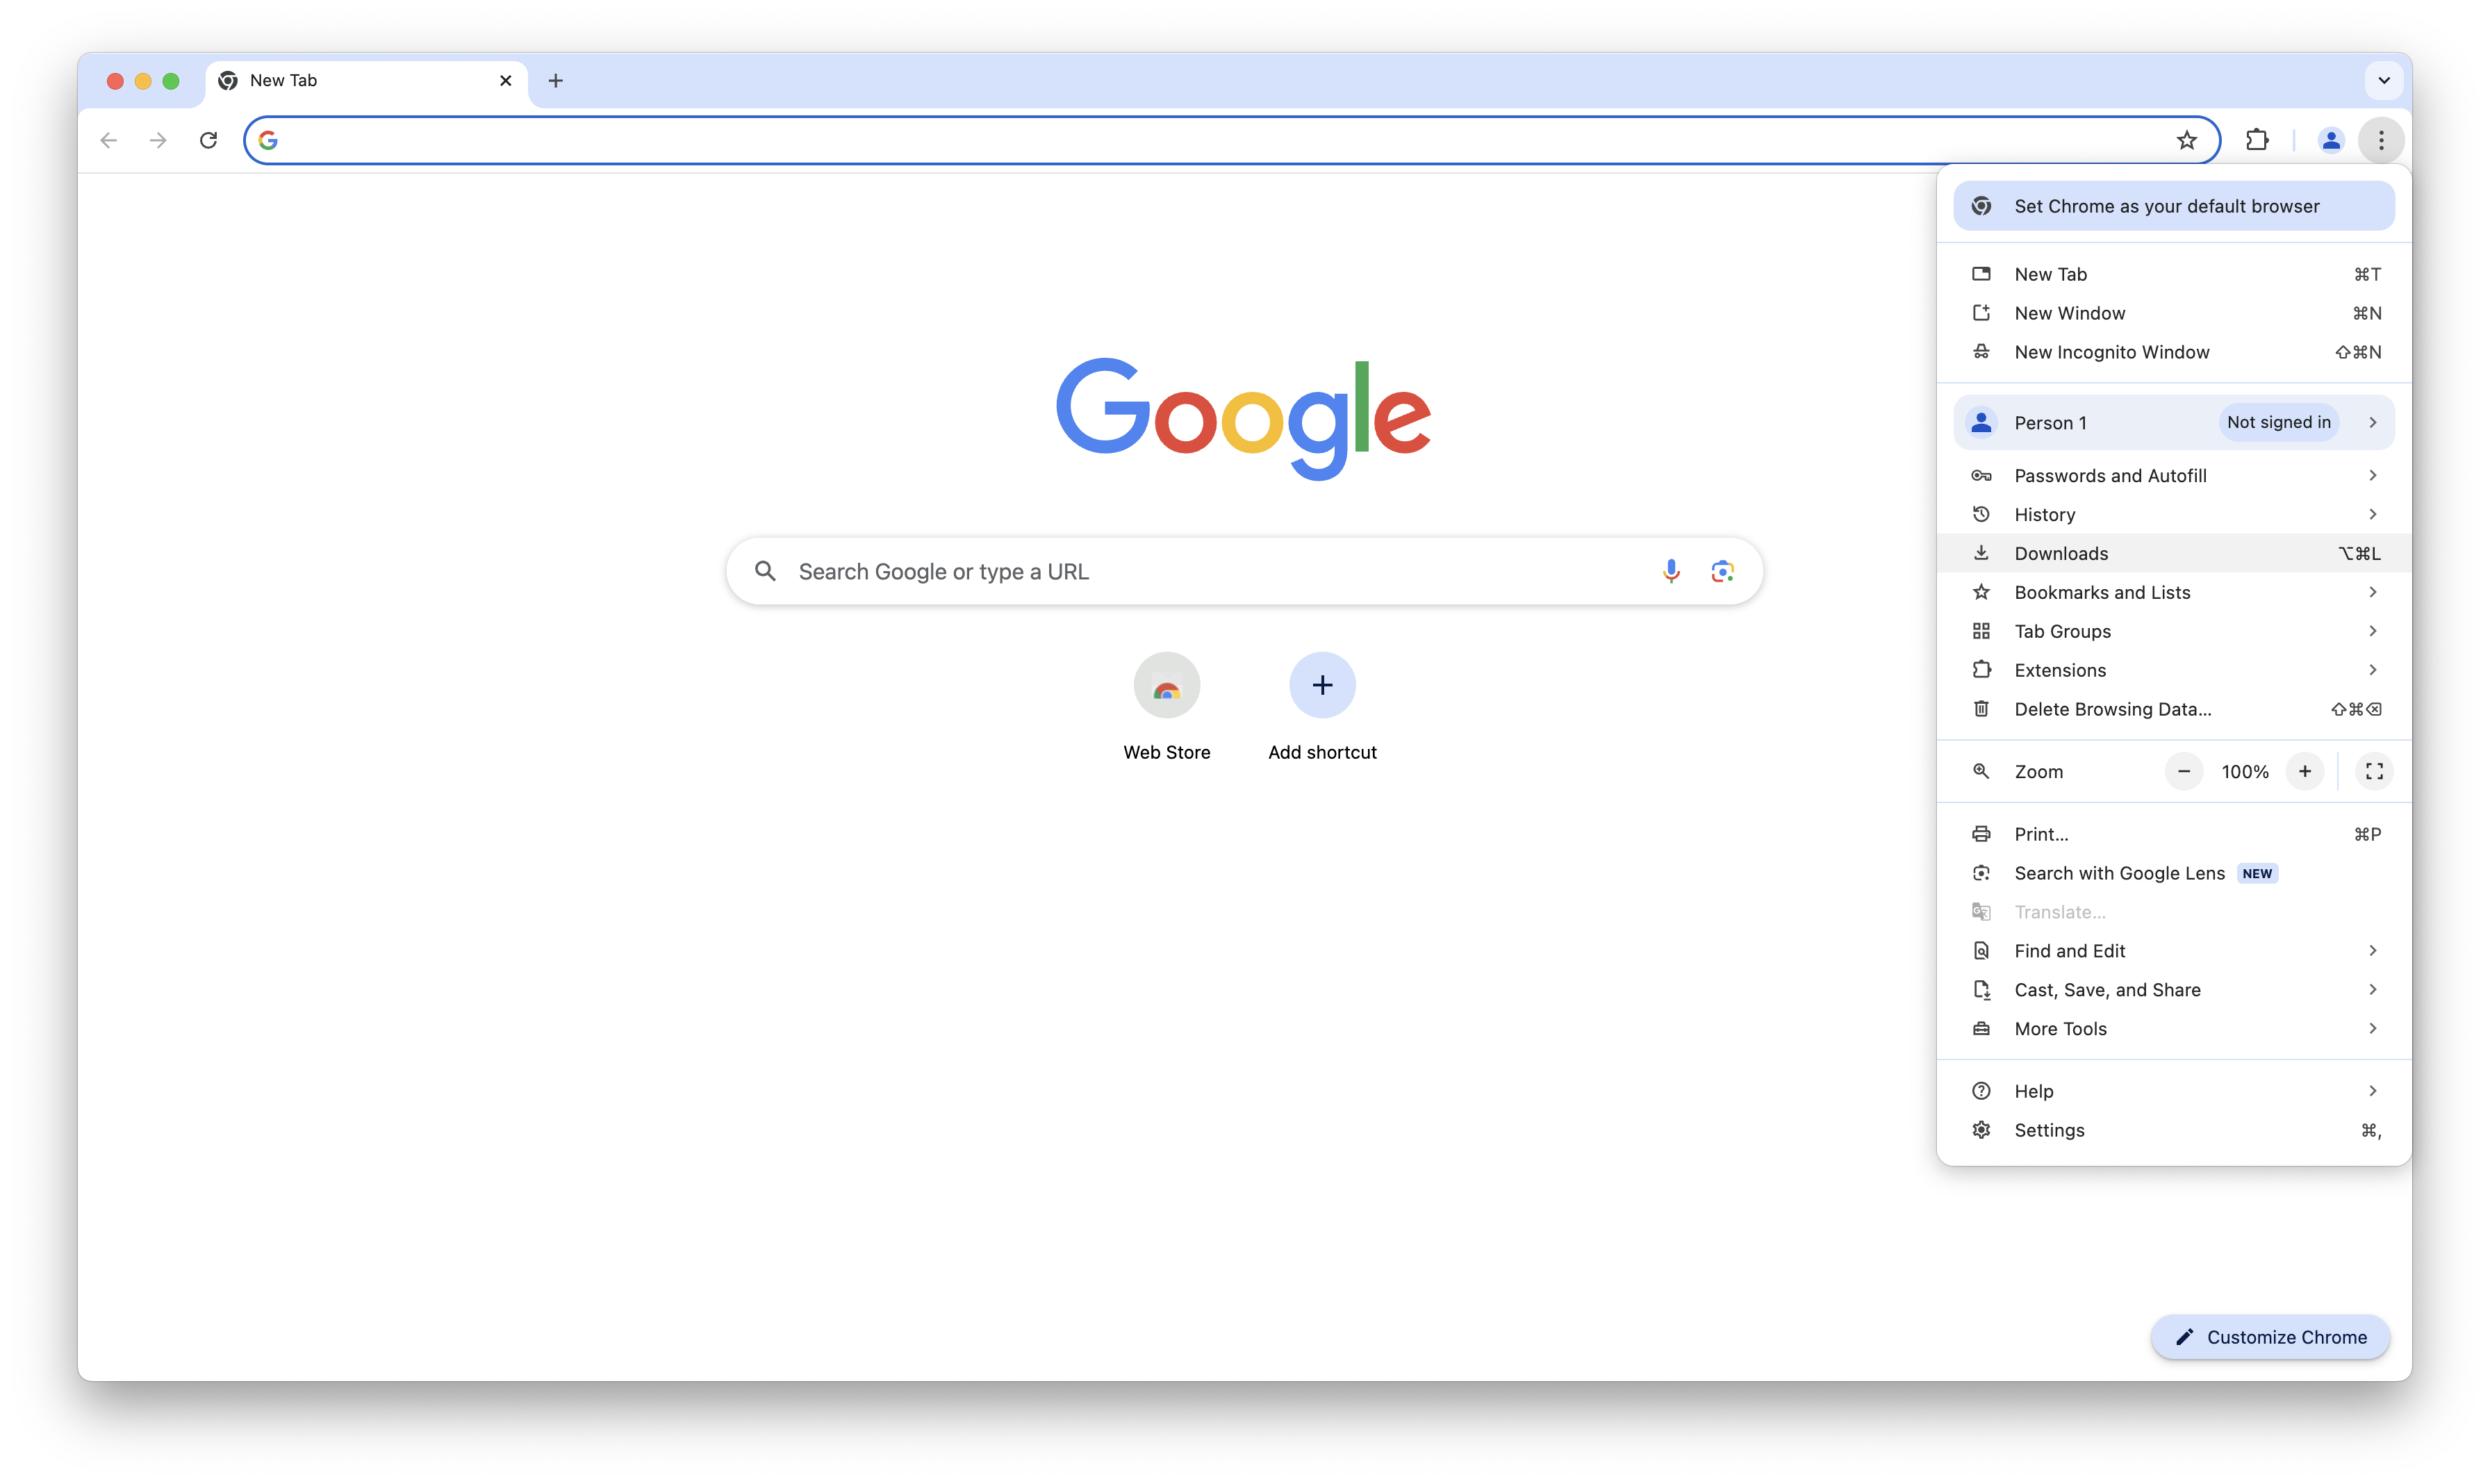 New Tab
Set Chrome as your default browser
New Tab ⌘T
New Window ⌘N
New Incognito Window ⇧⌘N
Person 1 Not signed in
Passwords and Autofill
History
Downloads ⌥⌘L
Bookmarks and Lists
Tab Groups
Extensions
Delete Browsing Data... ⇧⌘⌫
Zoom − 100% +
Print... ⌘P
Search with Google Lens NEW
Translate...
Find and Edit
Cast, Save, and Share
More Tools
Help
Settings ⌘,
Google
Search Google or type a URL
Web Store
Add shortcut
Customize Chrome